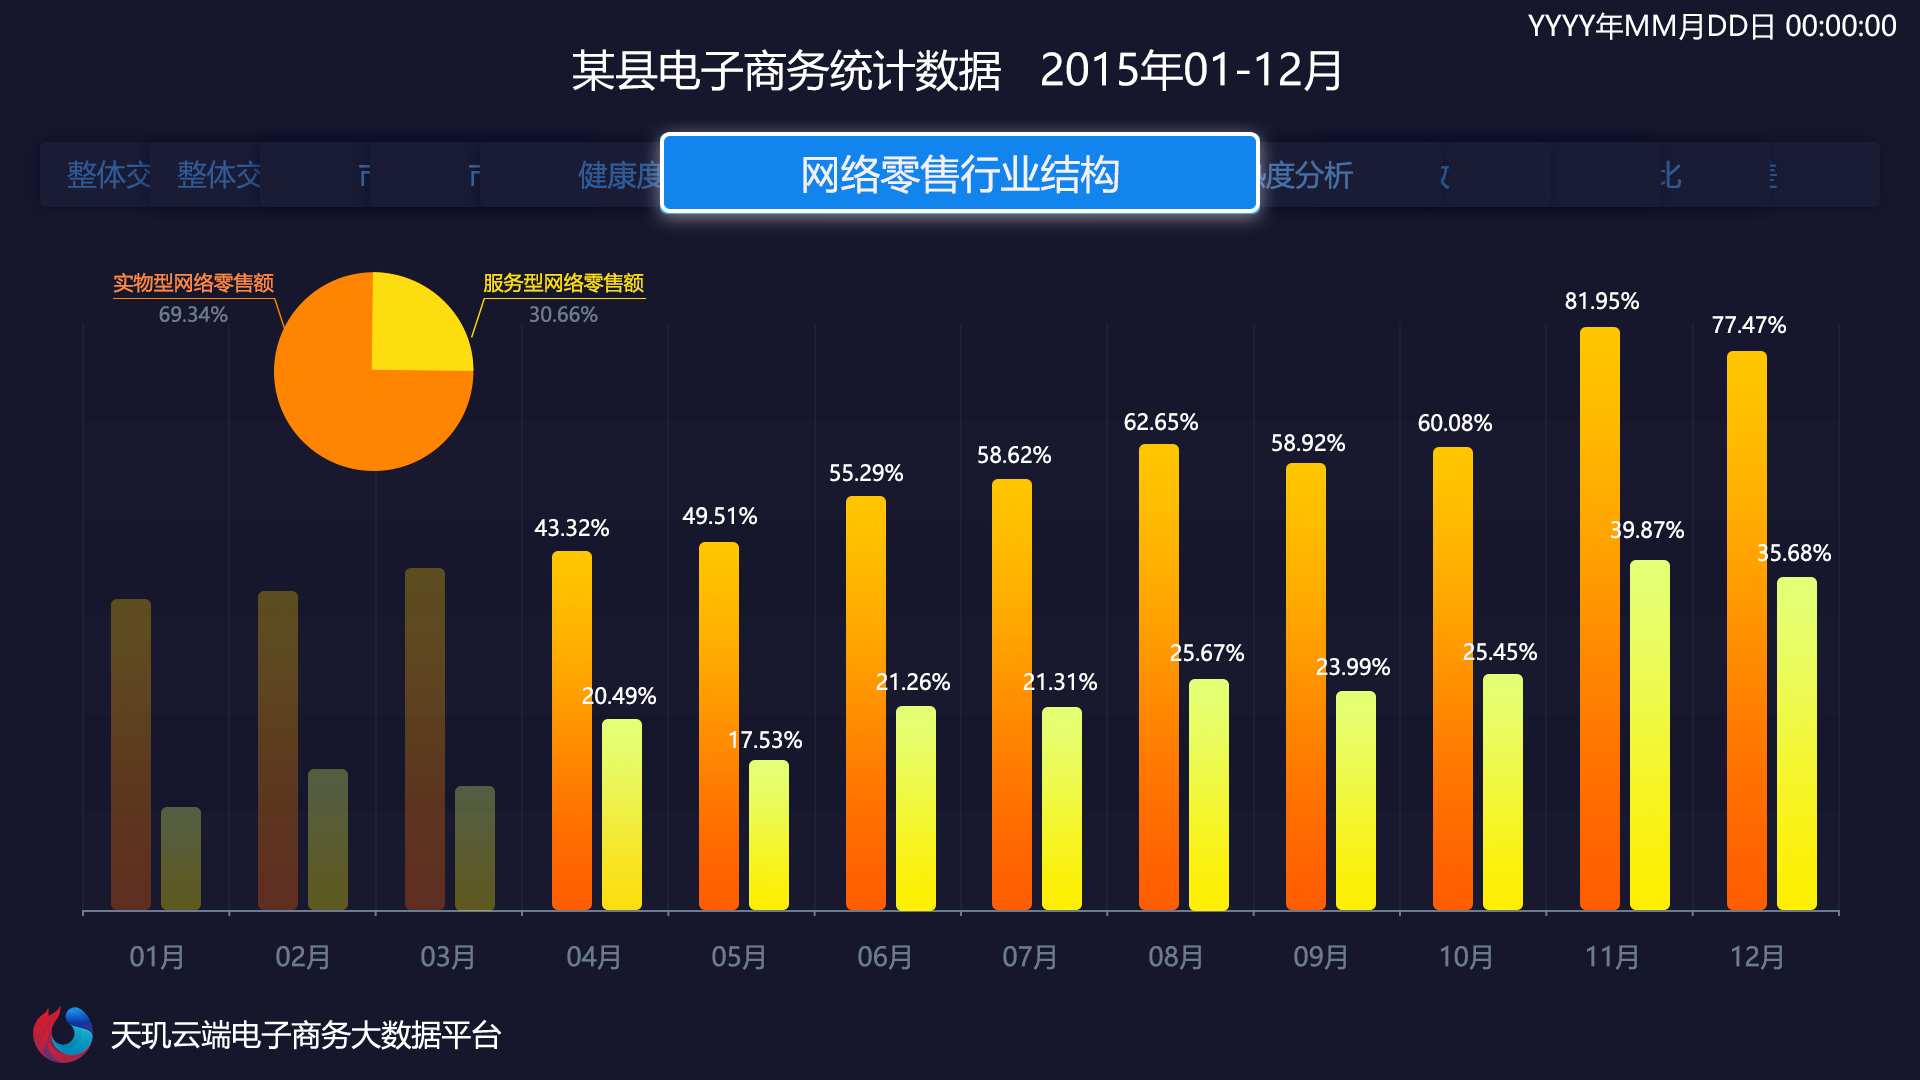 YYYY年MM月DD日 00:00:00
某县电子商务统计数据 2015年01-12月
整体交 整体交 健康度 网络零售行业结构 度分析
实物型网络零售额
69.34%
服务型网络零售额
30.66%
81.95%
77.47%
62.65%
60.08%
58.92%
58.62%
55.29%
49.51%
43.32%
39.87%
35.68%
25.67%
25.45%
23.99%
21.26%
21.31%
20.49%
17.53%
01月 02月 03月 04月 05月 06月 07月 08月 09月 10月 11月 12月
天玑云端电子商务大数据平台